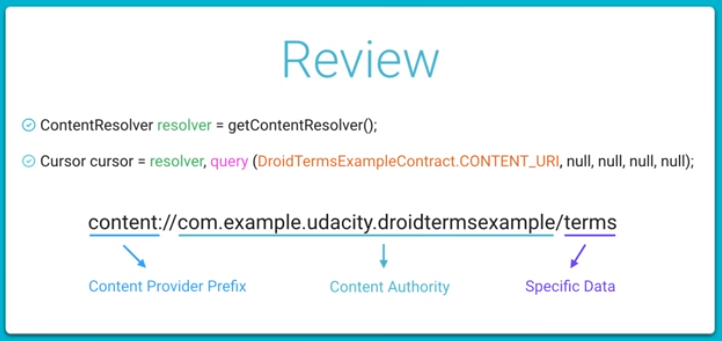 Review
ContentResolver resolver = getContentResolver();
Cursor cursor = resolver, query (DroidTermsExampleContract.CONTENT_URI, null, null, null, null);
content://com.example.udacity.droidtermsexample/terms
Content Provider Prefix Content Authority Specific Data